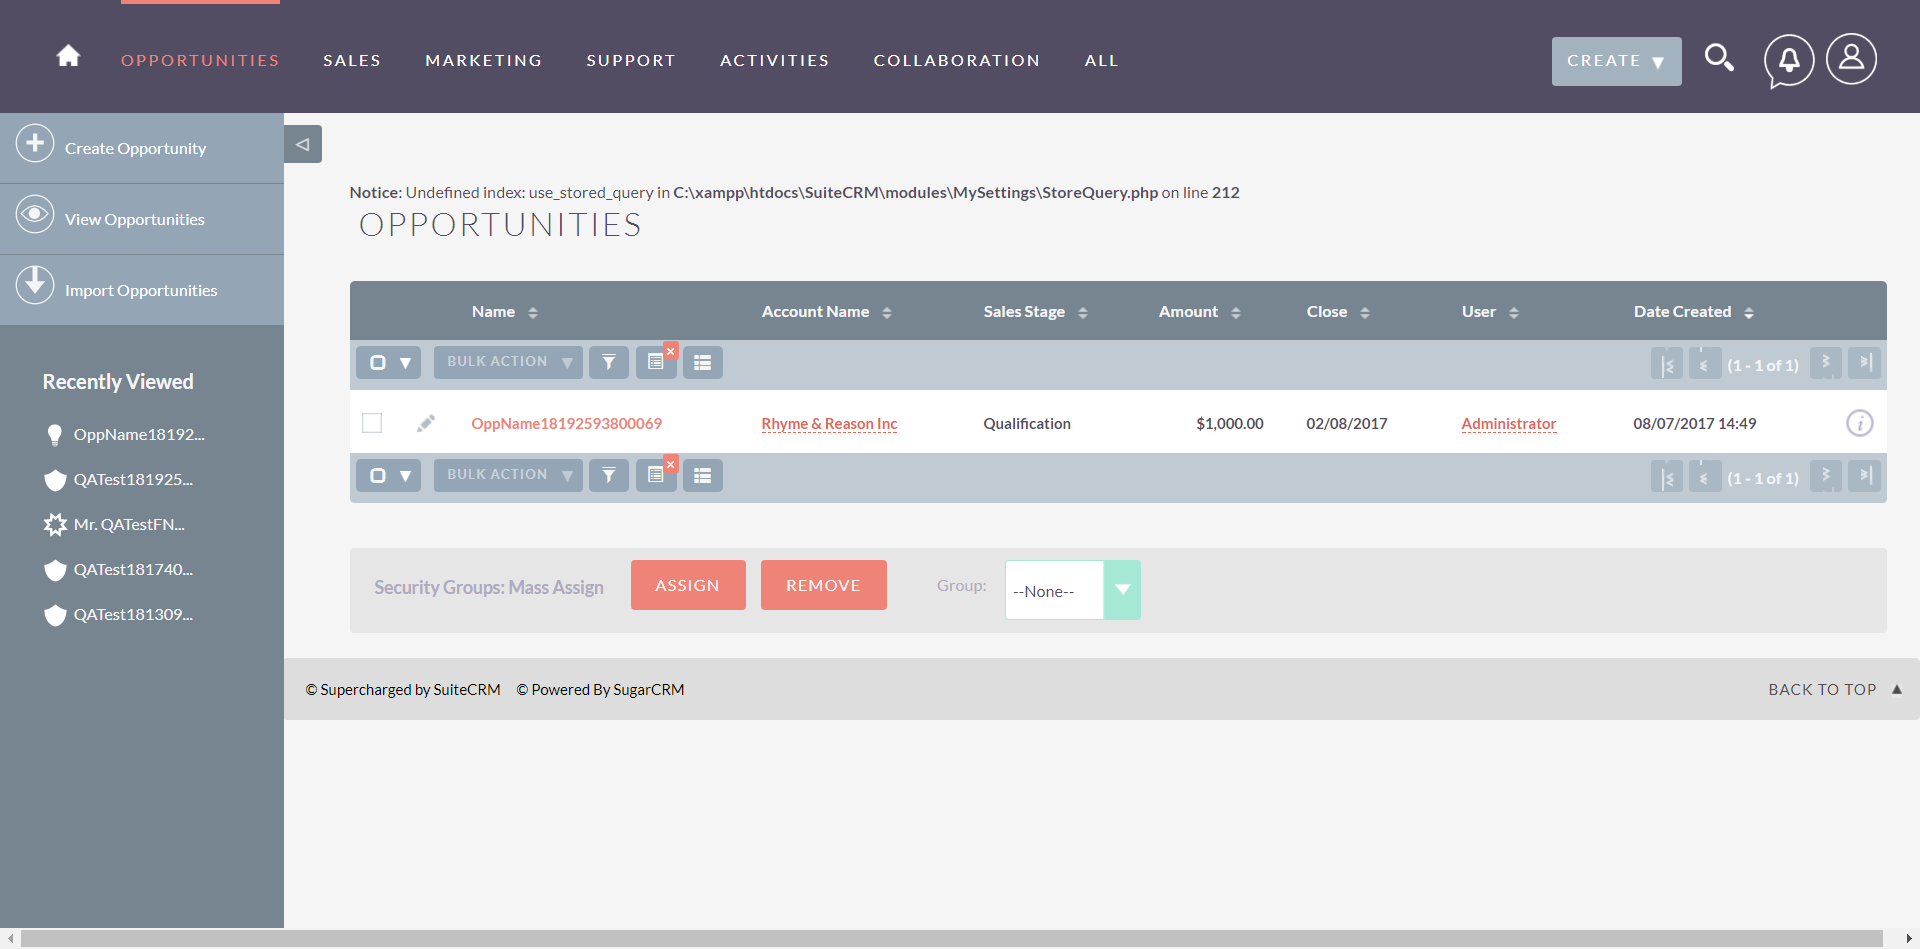 OPPORTUNITIES SALES MARKETING SUPPORT ACTIVITIES COLLABORATION ALL CREATE
Create Opportunity
View Opportunities
Import Opportunities
Recently Viewed
OppName18192...
QATest181925...
Mr. QATestFN...
QATest181740...
QATest181309...
Notice: Undefined index: use_stored_query in C:\xampp\htdocs\SuiteCRM\modules\MySettings\StoreQuery.php on line 212
OPPORTUNITIES
Name Account Name Sales Stage Amount Close User Date Created
BULK ACTION (1 - 1 of 1)
OppName18192593800069 Rhyme & Reason Inc Qualification $1,000.00 02/08/2017 Administrator 08/07/2017 14:49
BULK ACTION (1 - 1 of 1)
Security Groups: Mass Assign ASSIGN REMOVE Group: --None--
© Supercharged by SuiteCRM © Powered By SugarCRM BACK TO TOP